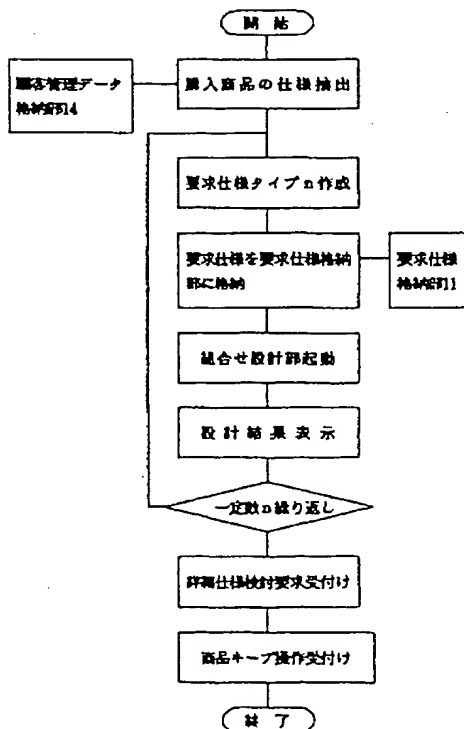 開始
顧客管理データ
格納部14
購入商品の仕様抽出
要求仕様タイプn作成
要求仕様を要求仕様格納
部に格納
要求仕様
格納部11
組合せ設計部起動
設計結果表示
一定数n繰り返し
詳細仕様検討要求受付け
商品キープ操作受付け
終了